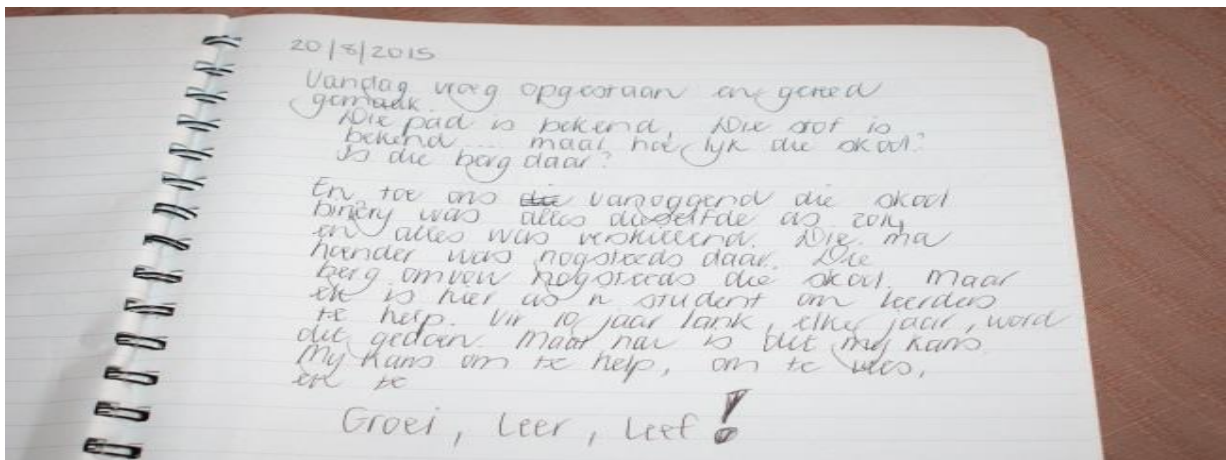 20/8/2015
Vandag vroeg opgestaan en gereed
gemaak.
Die pad is bekend, Die stof is
bekend ... maar hoe lyk die skool?
Is die berg daar?
En toe ons die vanoggend die skool
binery was alles dieselfde as 2014
en alles was verskillend. Die ma
hoender was nogsteeds daar. Die
berg omvou nogsteeds die skool. Maar
ek is hier as n student om leerders
te help. Vir 10 jaar lank, elke jaar, word
dit gedoen. Maar nou is dit my kans.
My kans om te help, om te wees,
en te
Groei, Leer, Leef!